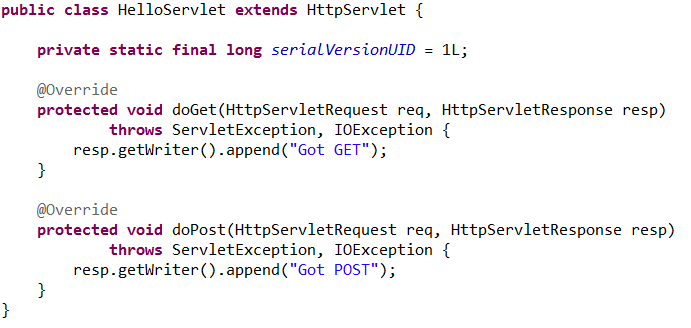 public class HelloServlet extends HttpServlet {
private static final long serialVersionUID = 1L;
@Override
protected void doGet(HttpServletRequest req, HttpServletResponse resp)
throws ServletException, IOException {
resp.getWriter().append("Got GET");
}
@Override
protected void doPost(HttpServletRequest req, HttpServletResponse resp)
throws ServletException, IOException {
resp.getWriter().append("Got POST");
}
}